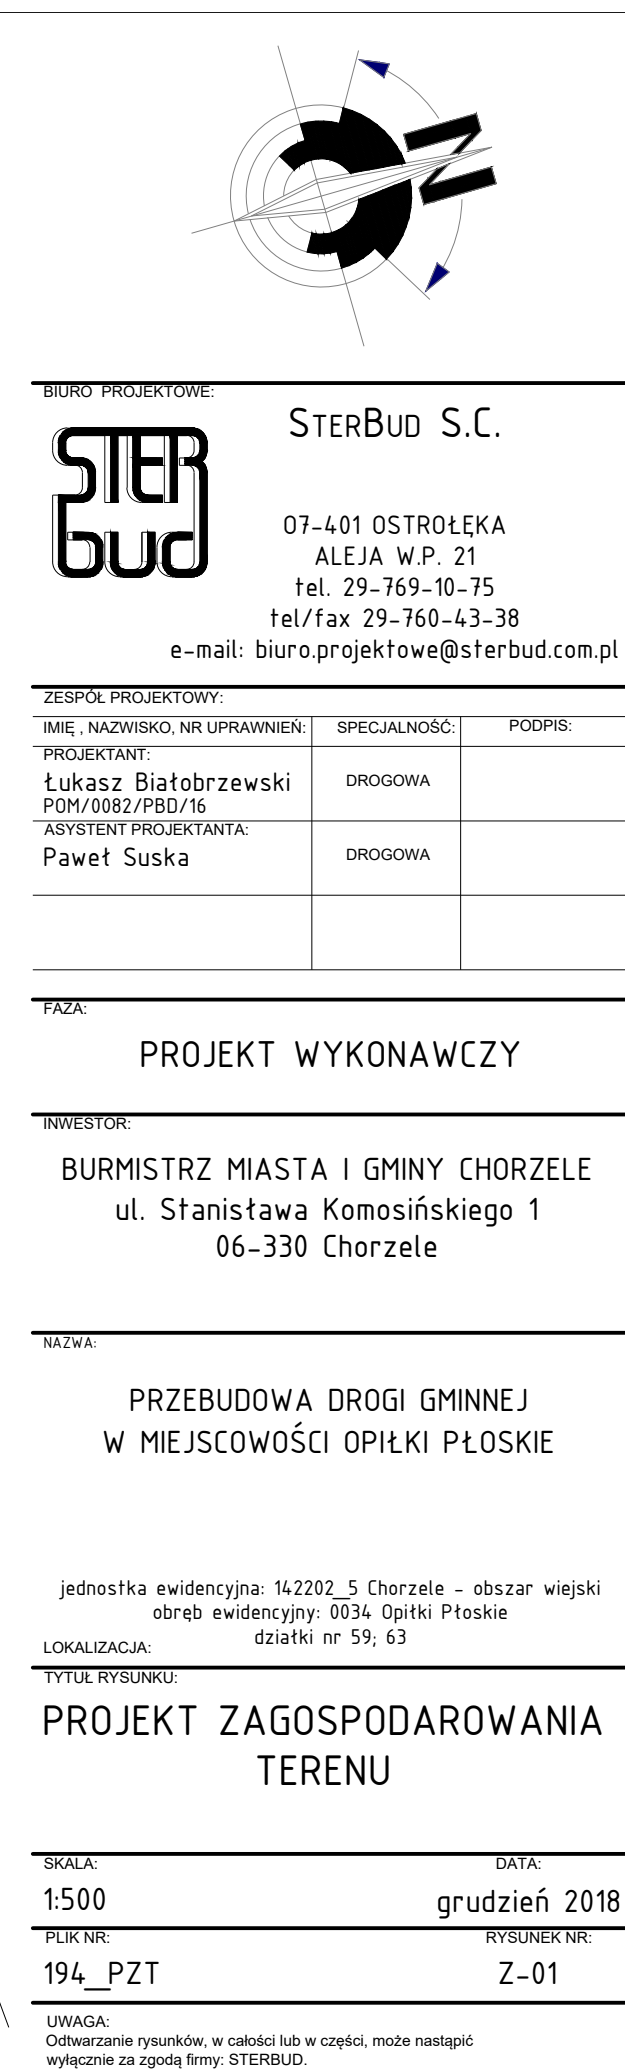 N
BIURO PROJEKTOWE:
STER
bud
STERBUD S.C.
07-401 OSTROŁĘKA
ALEJA W.P. 21
tel. 29-769-10-75
tel/fax 29-760-43-38
e-mail: biuro.projektowe@sterbud.com.pl
ZESPÓŁ PROJEKTOWY:
IMIĘ , NAZWISKO, NR UPRAWNIEŃ: SPECJALNOŚĆ: PODPIS:
PROJEKTANT:
Łukasz Białobrzewski DROGOWA
POM/0082/PBD/16
ASYSTENT PROJEKTANTA:
Paweł Suska DROGOWA
FAZA:
PROJEKT WYKONAWCZY
INWESTOR:
BURMISTRZ MIASTA I GMINY CHORZELE
ul. Stanisława Komosińskiego 1
06-330 Chorzele
NAZWA:
PRZEBUDOWA DROGI GMINNEJ
W MIEJSCOWOŚCI OPIŁKI PŁOSKIE
jednostka ewidencyjna: 142202_5 Chorzele - obszar wiejski
obręb ewidencyjny: 0034 Opiłki Płoskie
działki nr 59; 63
LOKALIZACJA:
TYTUŁ RYSUNKU:
PROJEKT ZAGOSPODAROWANIA
TERENU
SKALA: DATA:
1:500 grudzień 2018
PLIK NR: RYSUNEK NR:
194_PZT Z-01
UWAGA:
Odtwarzanie rysunków, w całości lub w części, może nastąpić
wyłącznie za zgodą firmy: STERBUD.